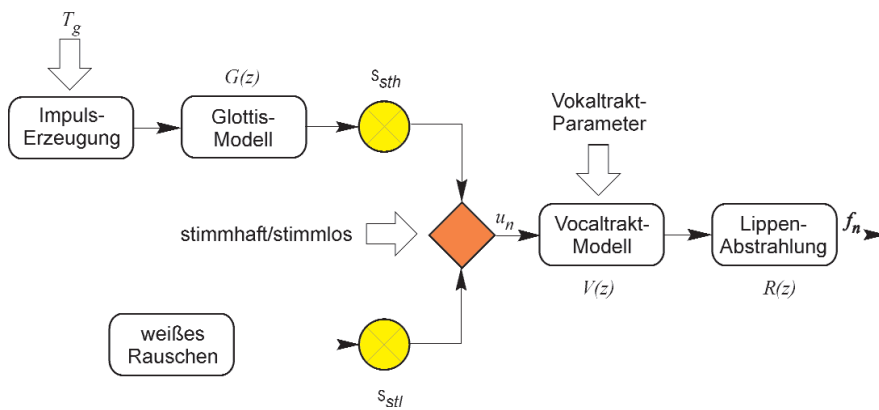 T_g
G(z)
s_sth
Impuls-
Erzeugung
Glottis-
Modell
Vokaltrakt-
Parameter
stimmhaft/stimmlos
u_n
Vocaltrakt-
Modell
Lippen-
Abstrahlung
f_n
V(z)
R(z)
weißes
Rauschen
s_stl